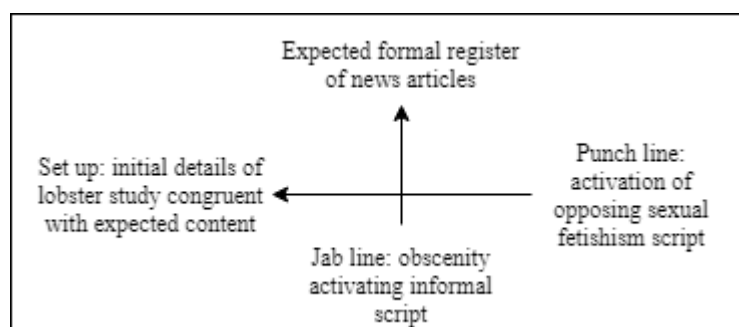 Expected formal register
of news articles
Set up: initial details of
lobster study congruent
with expected content
Punch line:
activation of
opposing sexual
fetishism script
Jab line: obscenity
activating informal
script